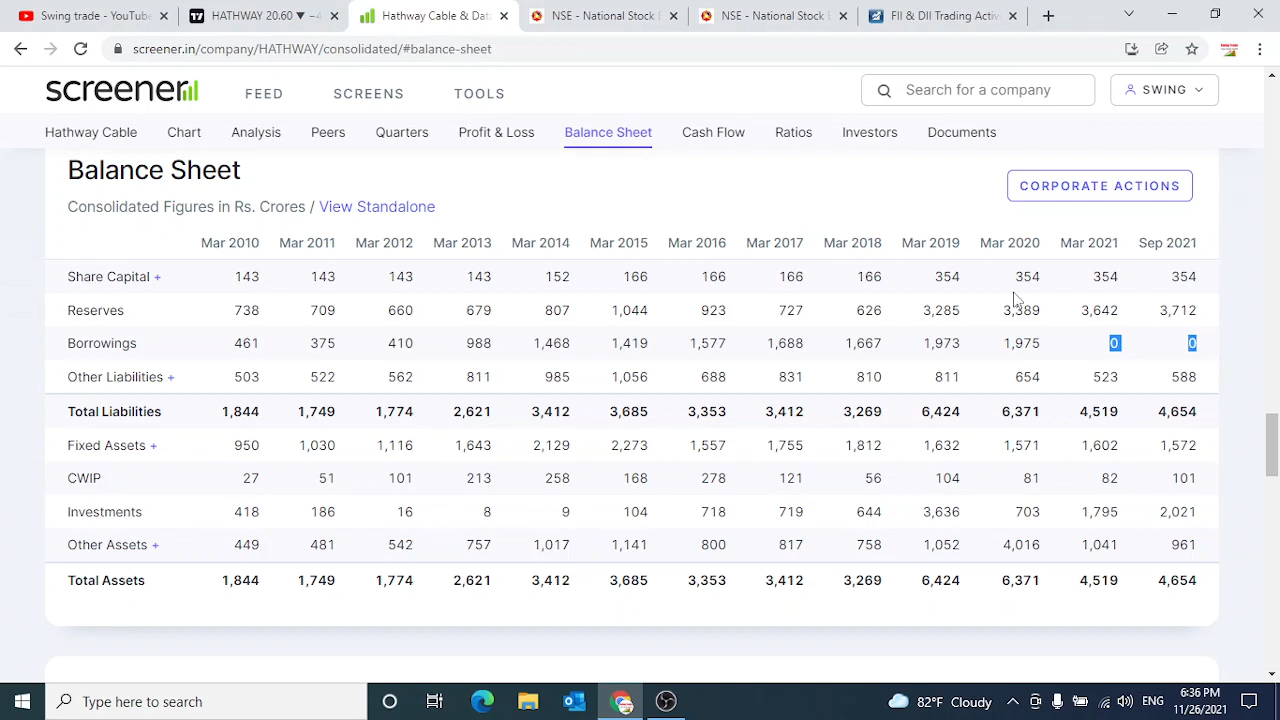 Swing trade - YouTube
HATHWAY 20.60 ▼ −4
Hathway Cable & Data
NSE - National Stock
NSE - National Stock
FII & DII Trading Activ
screener.in/company/HATHWAY/consolidated/#balance-sheet
screener
FEED
SCREENS
TOOLS
Search for a company
SWING
Hathway Cable Chart Analysis Peers Quarters Profit & Loss Balance Sheet Cash Flow Ratios Investors Documents
Balance Sheet
CORPORATE ACTIONS
Consolidated Figures in Rs. Crores / View Standalone
Mar 2010 Mar 2011 Mar 2012 Mar 2013 Mar 2014 Mar 2015 Mar 2016 Mar 2017 Mar 2018 Mar 2019 Mar 2020 Mar 2021 Sep 2021
Share Capital + 143 143 143 143 152 166 166 166 166 354 354 354 354
Reserves 738 709 660 679 807 1,044 923 727 626 3,285 3,389 3,642 3,712
Borrowings 461 375 410 988 1,468 1,419 1,577 1,688 1,667 1,973 1,975 0 0
Other Liabilities + 503 522 562 811 985 1,056 688 831 810 811 654 523 588
Total Liabilities 1,844 1,749 1,774 2,621 3,412 3,685 3,353 3,412 3,269 6,424 6,371 4,519 4,654
Fixed Assets + 950 1,030 1,116 1,643 2,129 2,273 1,557 1,755 1,812 1,632 1,571 1,602 1,572
CWIP 27 51 101 213 258 168 278 121 56 104 81 82 101
Investments 418 186 16 8 9 104 718 719 644 3,636 703 1,795 2,021
Other Assets + 449 481 542 757 1,017 1,141 800 817 758 1,052 4,016 1,041 961
Total Assets 1,844 1,749 1,774 2,621 3,412 3,685 3,353 3,412 3,269 6,424 6,371 4,519 4,654
Type here to search
82°F Cloudy
ENG
6:36 PM
11/26/2021